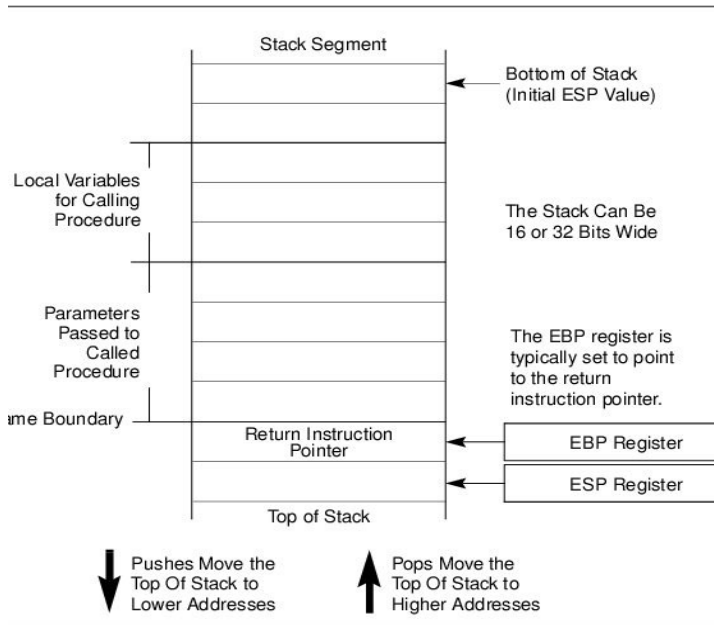 Stack Segment
Bottom of Stack
(Initial ESP Value)
Local Variables
for Calling
Procedure
The Stack Can Be
16 or 32 Bits Wide
Parameters
Passed to
Called
Procedure
The EBP register is
typically set to point
to the return
instruction pointer.
ame Boundary
Return Instruction
Pointer
EBP Register
ESP Register
Top of Stack
Pushes Move the
Top Of Stack to
Lower Addresses
Pops Move the
Top Of Stack to
Higher Addresses